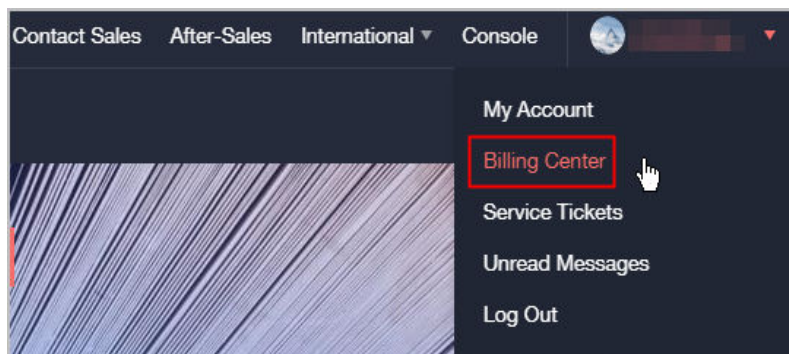 Contact Sales After-Sales International Console
My Account
Billing Center
Service Tickets
Unread Messages
Log Out